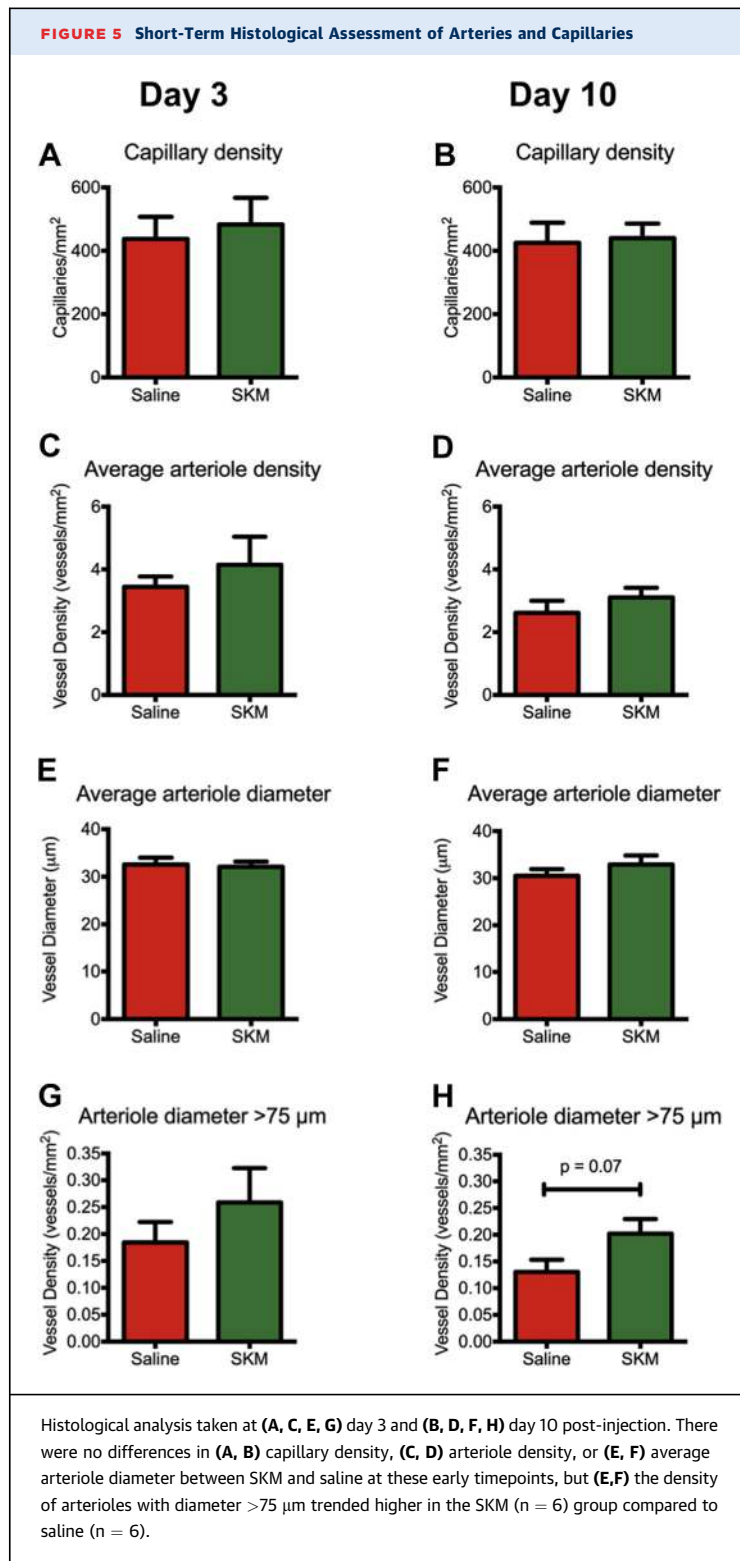 FIGURE 5 Short-Term Histological Assessment of Arteries and Capillaries
Day 3
Day 10
A
Capillary density
Capillaries/mm²
600
400
200
0
Saline
SKM
B
Capillary density
Capillaries/mm²
600
400
200
0
Saline
SKM
C
Average arteriole density
Vessel Density (vessels/mm²)
6
4
2
0
Saline
SKM
D
Average arteriole density
Vessel Density (vessels/mm²)
6
4
2
0
Saline
SKM
E
Average arteriole diameter
Vessel Diameter (μm)
40
30
20
10
0
Saline
SKM
F
Average arteriole diameter
Vessel Diameter (μm)
40
30
20
10
0
Saline
SKM
G
Arteriole diameter >75 μm
Vessel Density (vessels/mm²)
0.35
0.30
0.25
0.20
0.15
0.10
0.05
0.00
Saline
SKM
H
Arteriole diameter >75 μm
Vessel Density (vessels/mm²)
0.35
0.30
0.25
0.20
0.15
0.10
0.05
0.00
p = 0.07
Saline
SKM
Histological analysis taken at (A, C, E, G) day 3 and (B, D, F, H) day 10 post-injection. There
were no differences in (A, B) capillary density, (C, D) arteriole density, or (E, F) average
arteriole diameter between SKM and saline at these early timepoints, but (E,F) the density
of arterioles with diameter >75 μm trended higher in the SKM (n = 6) group compared to
saline (n = 6).